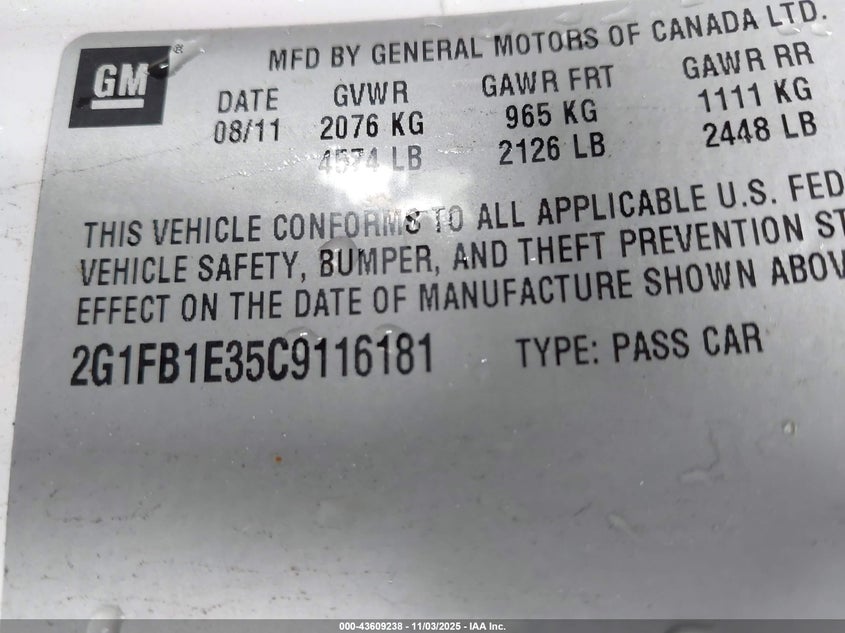 GM
®
MFD BY GENERAL MOTORS OF CANADA LTD.
DATE GVWR GAWR FRT GAWR RR
08/11 2076 KG 965 KG 1111 KG
4574 LB 2126 LB 2448 LB
THIS VEHICLE CONFORMS TO ALL APPLICABLE U.S. FED
VEHICLE SAFETY, BUMPER, AND THEFT PREVENTION ST
EFFECT ON THE DATE OF MANUFACTURE SHOWN ABOV
2G1FB1E35C9116181 TYPE: PASS CAR
000-43609238 - 11/03/2025 - IAA Inc.